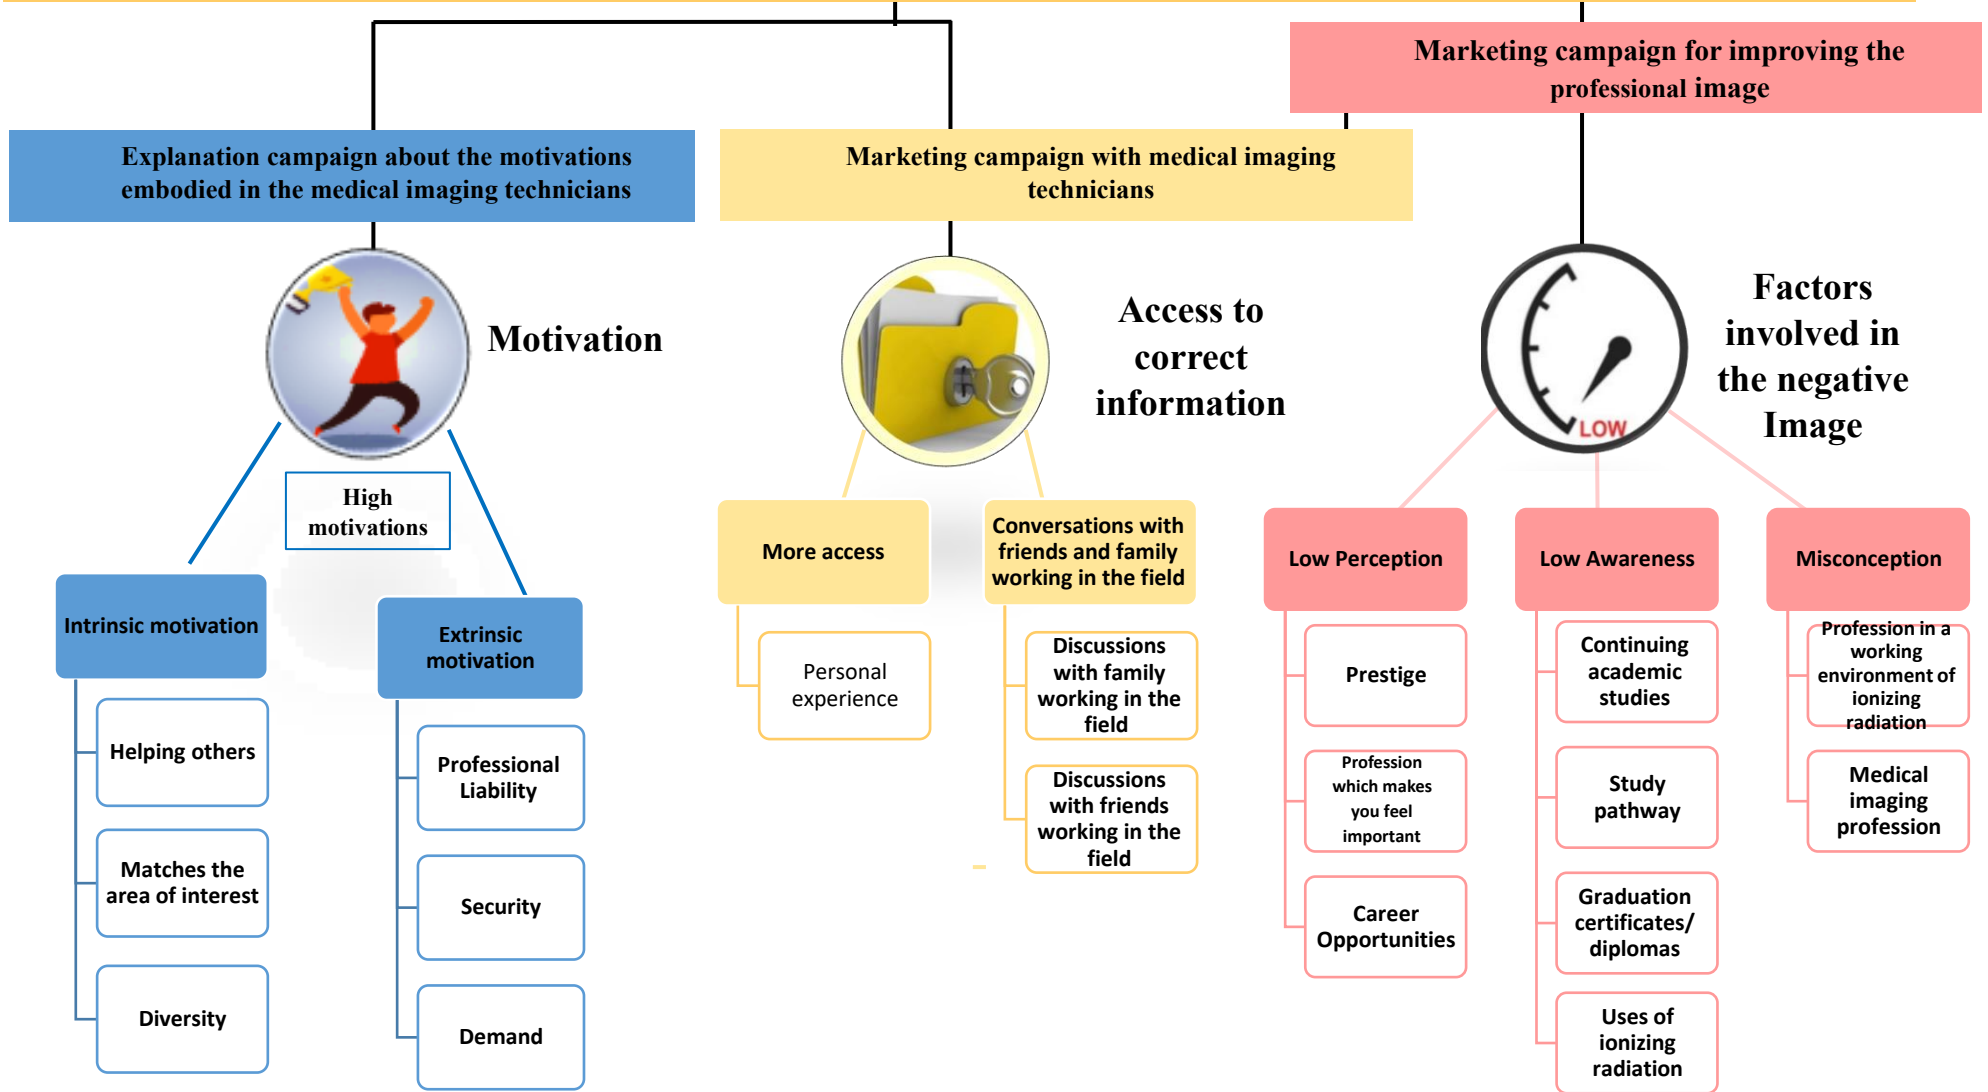 Marketing campaign for improving the
professional image
Explanation campaign about the motivations
embodied in the medical imaging technicians
Marketing campaign with medical imaging
technicians
Motivation
Access to
correct
information
Factors
involved in
the negative
Image
LOW
High
motivations
Intrinsic motivation
Helping others
Matches the
area of interest
Diversity
Extrinsic
motivation
Professional
Liability
Security
Demand
More access
Personal
experience
Conversations with
friends and family
working in the field
Discussions
with family
working in the
field
Discussions
with friends
working in the
field
Low Perception
Prestige
Profession
which makes
you feel
important
Career
Opportunities
Low Awareness
Continuing
academic
studies
Study
pathway
Graduation
certificates/
diplomas
Uses of
ionizing
radiation
Misconception
Profession in a
working
environment of
ionizing
radiation
Medical
imaging
profession